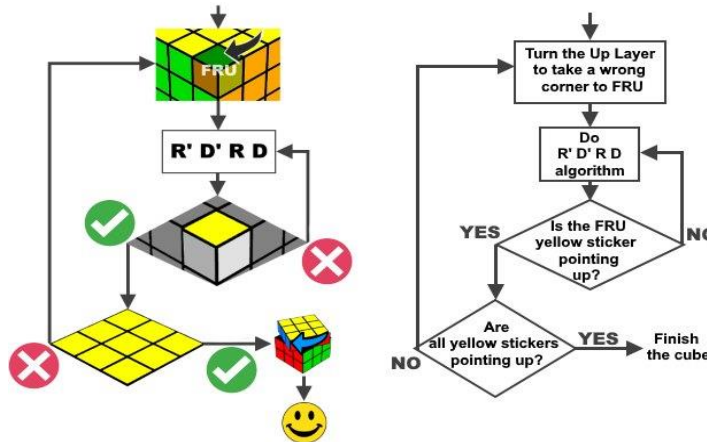 FRU
R' D' R D
Turn the Up Layer
to take a wrong
corner to FRU
Do
R' D' R D
algorithm
Is the FRU
yellow sticker
pointing
up?
YES
NO
Are
all yellow stickers
pointing up?
YES
NO
Finish
the cube